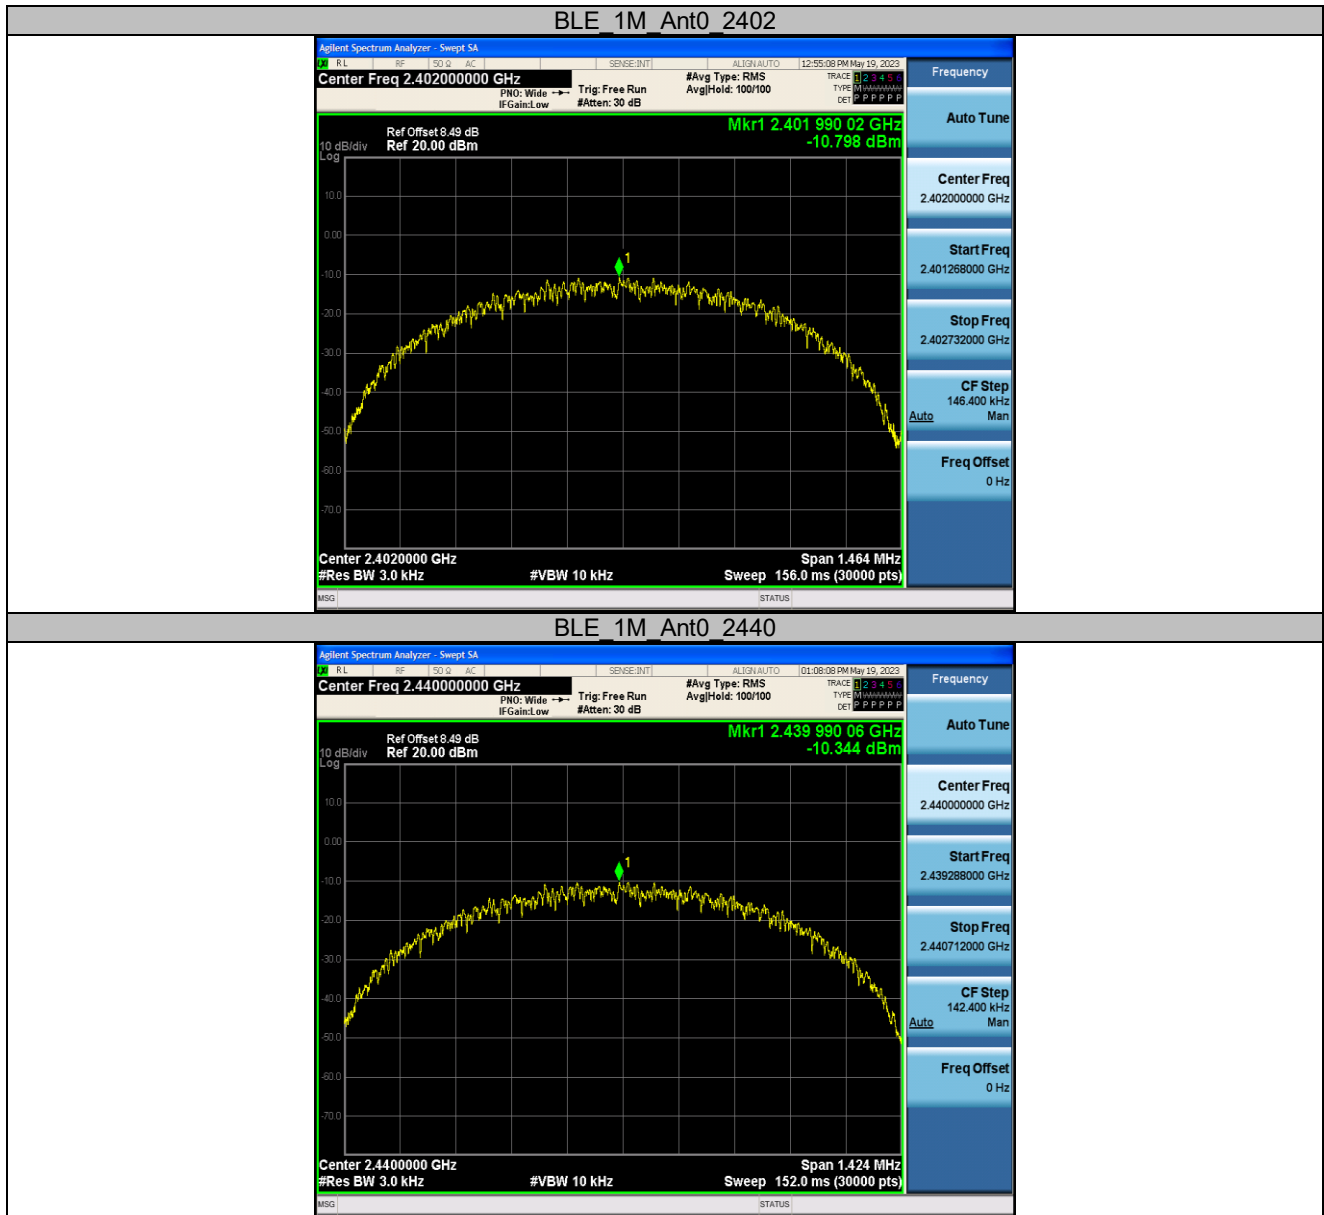 BLE_1M_Ant0_2402
Agilent Spectrum Analyzer - Swept SA
LXI RL RF 50 Ω AC SENSE:INT ALIGN AUTO 12:55:08 PM May 19, 2023
Center Freq 2.402000000 GHz
PNO: Wide
IFGain:Low
Trig: Free Run
#Atten: 30 dB
#Avg Type: RMS
Avg|Hold: 100/100
TRACE 1 2 3 4 5 6
TYPE M
DET P P P P P P
Mkr1 2.401 990 02 GHz
-10.798 dBm
Ref Offset 8.49 dB
10 dB/div Ref 20.00 dBm
Log
10.0
0.00
-10.0
-20.0
-30.0
-40.0
-50.0
-60.0
-70.0
1
Center 2.4020000 GHz Span 1.464 MHz
#Res BW 3.0 kHz #VBW 10 kHz Sweep 156.0 ms (30000 pts)
MSG STATUS
Frequency
Auto Tune
Center Freq
2.402000000 GHz
Start Freq
2.401268000 GHz
Stop Freq
2.402732000 GHz
CF Step
146.400 kHz
Auto Man
Freq Offset
0 Hz
BLE_1M_Ant0_2440
Agilent Spectrum Analyzer - Swept SA
LXI RL RF 50 Ω AC SENSE:INT ALIGN AUTO 01:08:08 PM May 19, 2023
Center Freq 2.440000000 GHz
PNO: Wide
IFGain:Low
Trig: Free Run
#Atten: 30 dB
#Avg Type: RMS
Avg|Hold: 100/100
TRACE 1 2 3 4 5 6
TYPE M
DET P P P P P P
Mkr1 2.439 990 06 GHz
-10.344 dBm
Ref Offset 8.49 dB
10 dB/div Ref 20.00 dBm
Log
10.0
0.00
-10.0
-20.0
-30.0
-40.0
-50.0
-60.0
-70.0
1
Center 2.4400000 GHz Span 1.424 MHz
#Res BW 3.0 kHz #VBW 10 kHz Sweep 152.0 ms (30000 pts)
MSG STATUS
Frequency
Auto Tune
Center Freq
2.440000000 GHz
Start Freq
2.439288000 GHz
Stop Freq
2.440712000 GHz
CF Step
142.400 kHz
Auto Man
Freq Offset
0 Hz